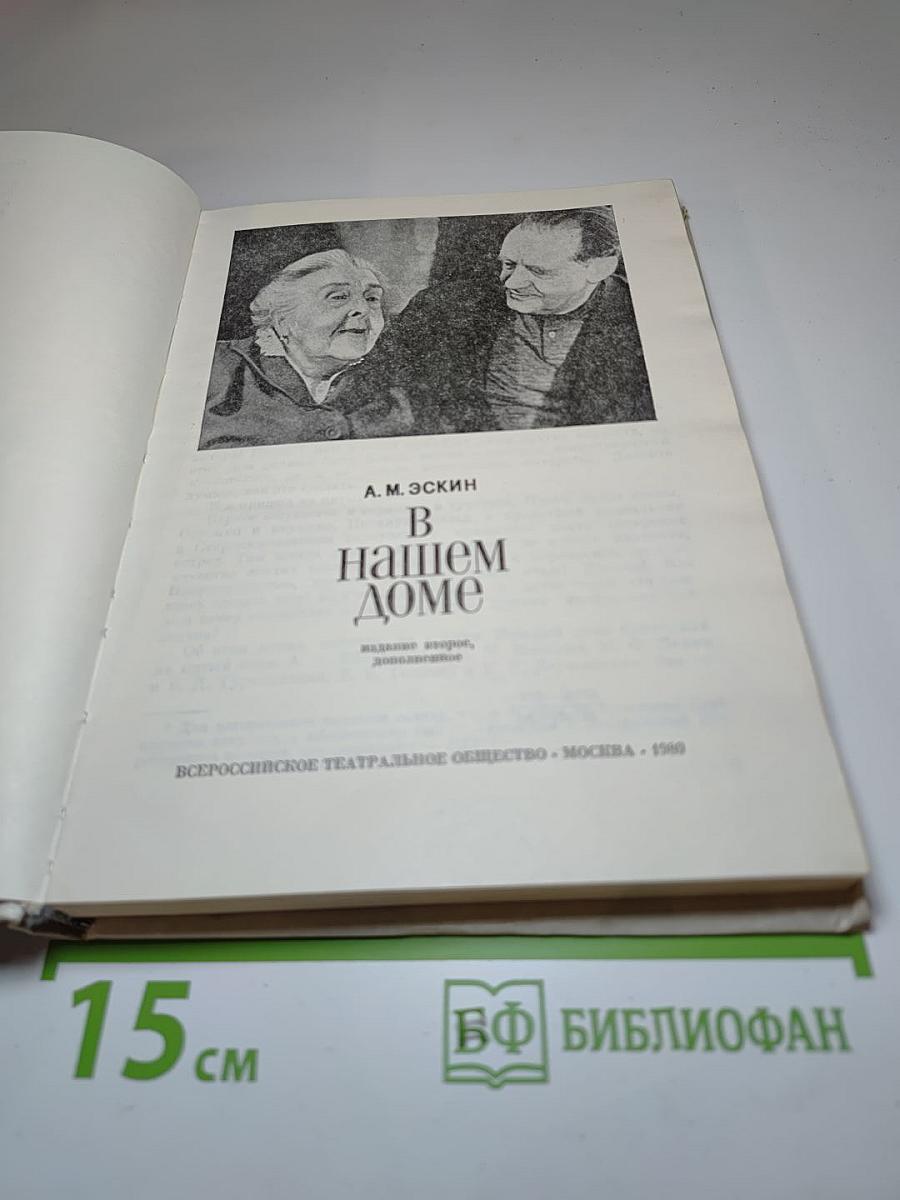 А. М. ЭСКИН
В
НАШЕМ
ДОМЕ
издание второе,
дополненное
ВСЕРОССИЙСКОЕ ТЕАТРАЛЬНОЕ ОБЩЕСТВО • МОСКВА • 1980
15 см
БФ БИБЛИОФАН